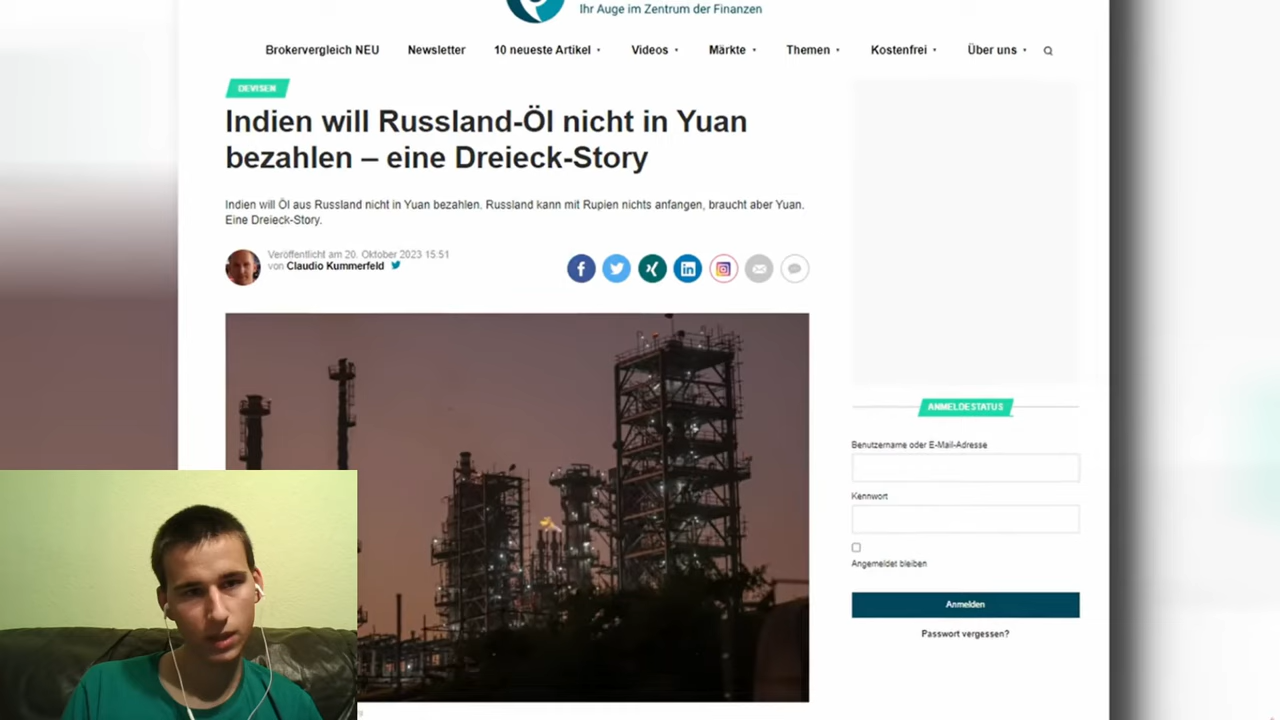 Ihr Auge im Zentrum der Finanzen
Brokervergleich NEU Newsletter 10 neueste Artikel Videos Märkte Themen Kostenfrei Über uns
DEVISEN
Indien will Russland-Öl nicht in Yuan
bezahlen – eine Dreieck-Story
Indien will Öl aus Russland nicht in Yuan bezahlen. Russland kann mit Rupien nichts anfangen, braucht aber Yuan.
Eine Dreieck-Story.
Veröffentlicht am 20. Oktober 2023 15:51
von Claudio Kummerfeld
ANMELDESTATUS
Benutzername oder E-Mail-Adresse
Kennwort
Angemeldet bleiben
Anmelden
Passwort vergessen?